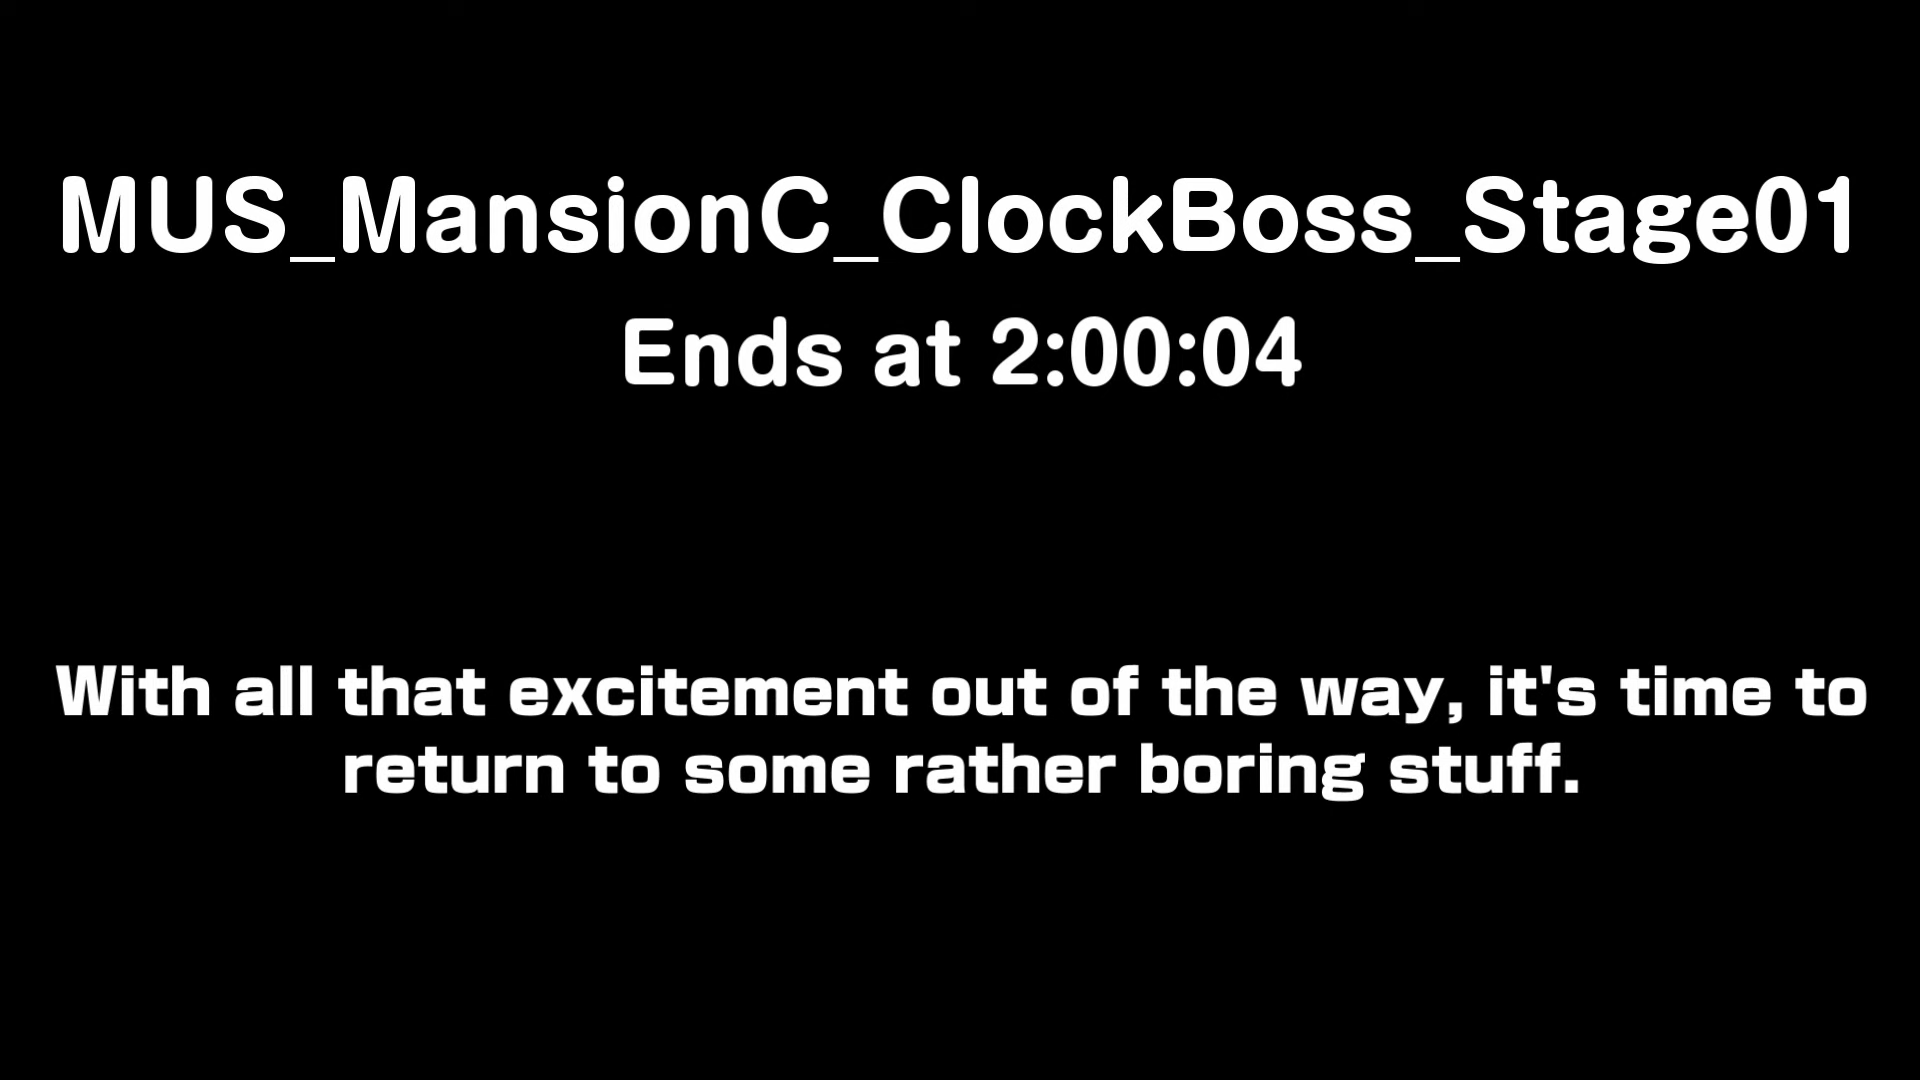 MUS_MansionC_ClockBoss_Stage01
Ends at 2:00:04
With all that excitement out of the way, it's time to
return to some rather boring stuff.